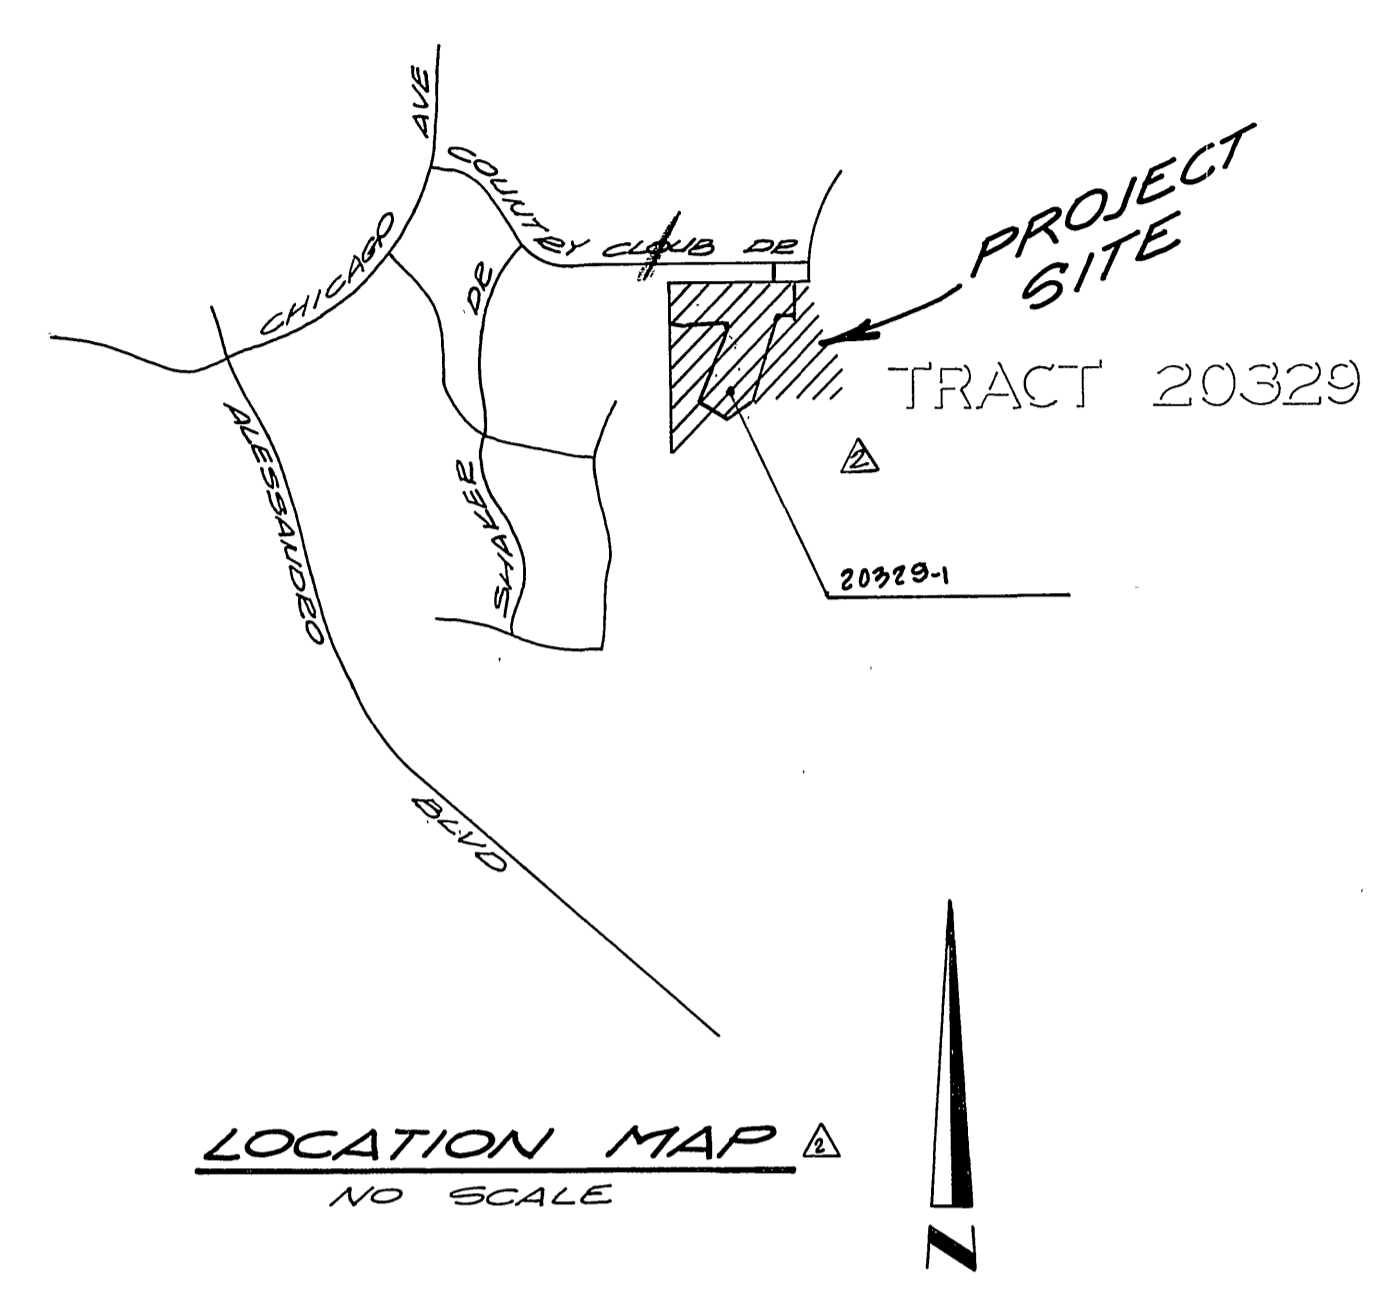 AVE
CHICAGO
COUNTRY CLOUB DR
PROJECT
SITE
DR
TRACT 20329
2
ALESSANDRO
SHAKER
20329-1
BLVD
LOCATION MAP 2
NO SCALE
N